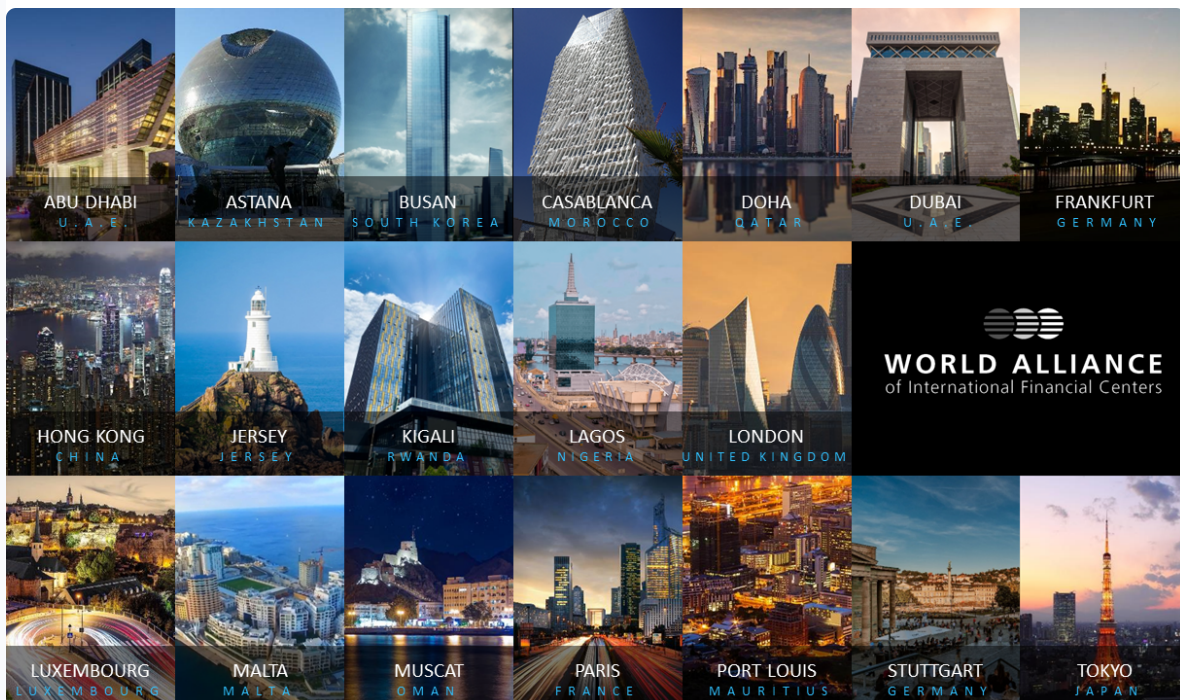 ABU DHABI
U.A.E.
ASTANA
KAZAKHSTAN
BUSAN
SOUTH KOREA
CASABLANCA
MOROCCO
DOHA
QATAR
DUBAI
U.A.E.
FRANKFURT
GERMANY
HONG KONG
CHINA
JERSEY
JERSEY
KIGALI
RWANDA
LAGOS
NIGERIA
LONDON
UNITED KINGDOM
WORLD ALLIANCE
of International Financial Centers
LUXEMBOURG
LUXEMBOURG
MALTA
MALTA
MUSCAT
OMAN
PARIS
FRANCE
PORT LOUIS
MAURITIUS
STUTTGART
GERMANY
TOKYO
JAPAN